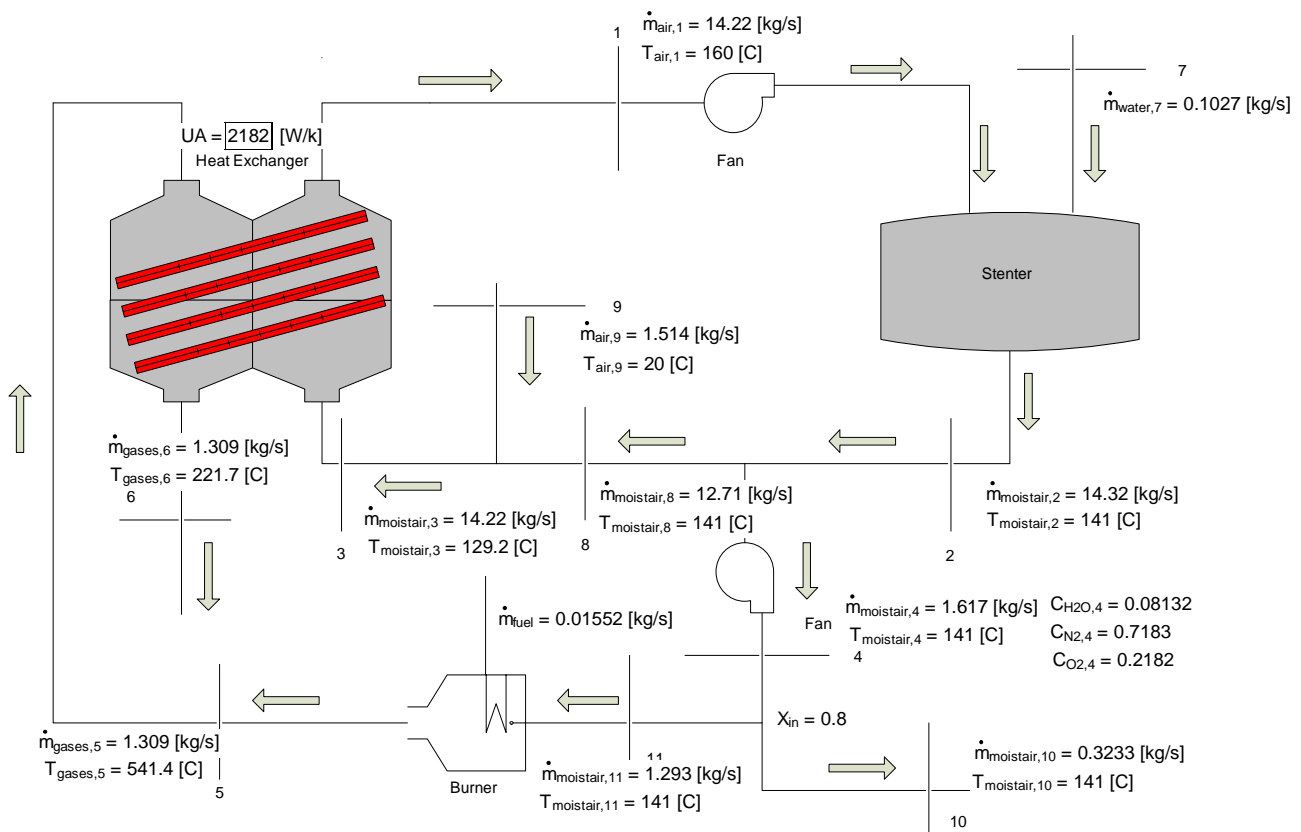 1
ṁair,1 = 14.22 [kg/s]
Tair,1 = 160 [C]
7
ṁwater,7 = 0.1027 [kg/s]
UA = 2182 [W/k]
Heat Exchanger
Fan
Stenter
9
ṁair,9 = 1.514 [kg/s]
Tair,9 = 20 [C]
ṁgases,6 = 1.309 [kg/s]
Tgases,6 = 221.7 [C]
6
ṁmoistair,3 = 14.22 [kg/s]
Tmoistair,3 = 129.2 [C]
3
ṁmoistair,8 = 12.71 [kg/s]
Tmoistair,8 = 141 [C]
8
ṁmoistair,2 = 14.32 [kg/s]
Tmoistair,2 = 141 [C]
2
ṁfuel = 0.01552 [kg/s]
Fan
ṁmoistair,4 = 1.617 [kg/s]
Tmoistair,4 = 141 [C]
4
CH2O,4 = 0.08132
CN2,4 = 0.7183
CO2,4 = 0.2182
Xin = 0.8
ṁgases,5 = 1.309 [kg/s]
Tgases,5 = 541.4 [C]
5
Burner
11
ṁmoistair,11 = 1.293 [kg/s]
Tmoistair,11 = 141 [C]
ṁmoistair,10 = 0.3233 [kg/s]
Tmoistair,10 = 141 [C]
10